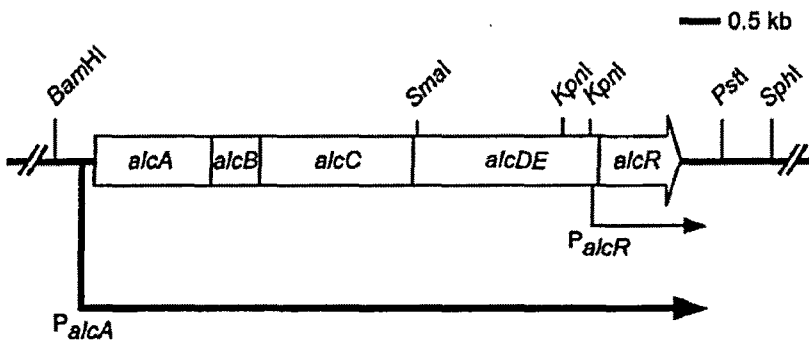 0.5 kb
BamHI
SmaI
KpnI
KpnI
PstI
SphI
alcA
alcB
alcC
alcDE
alcR
PalcR
PalcA